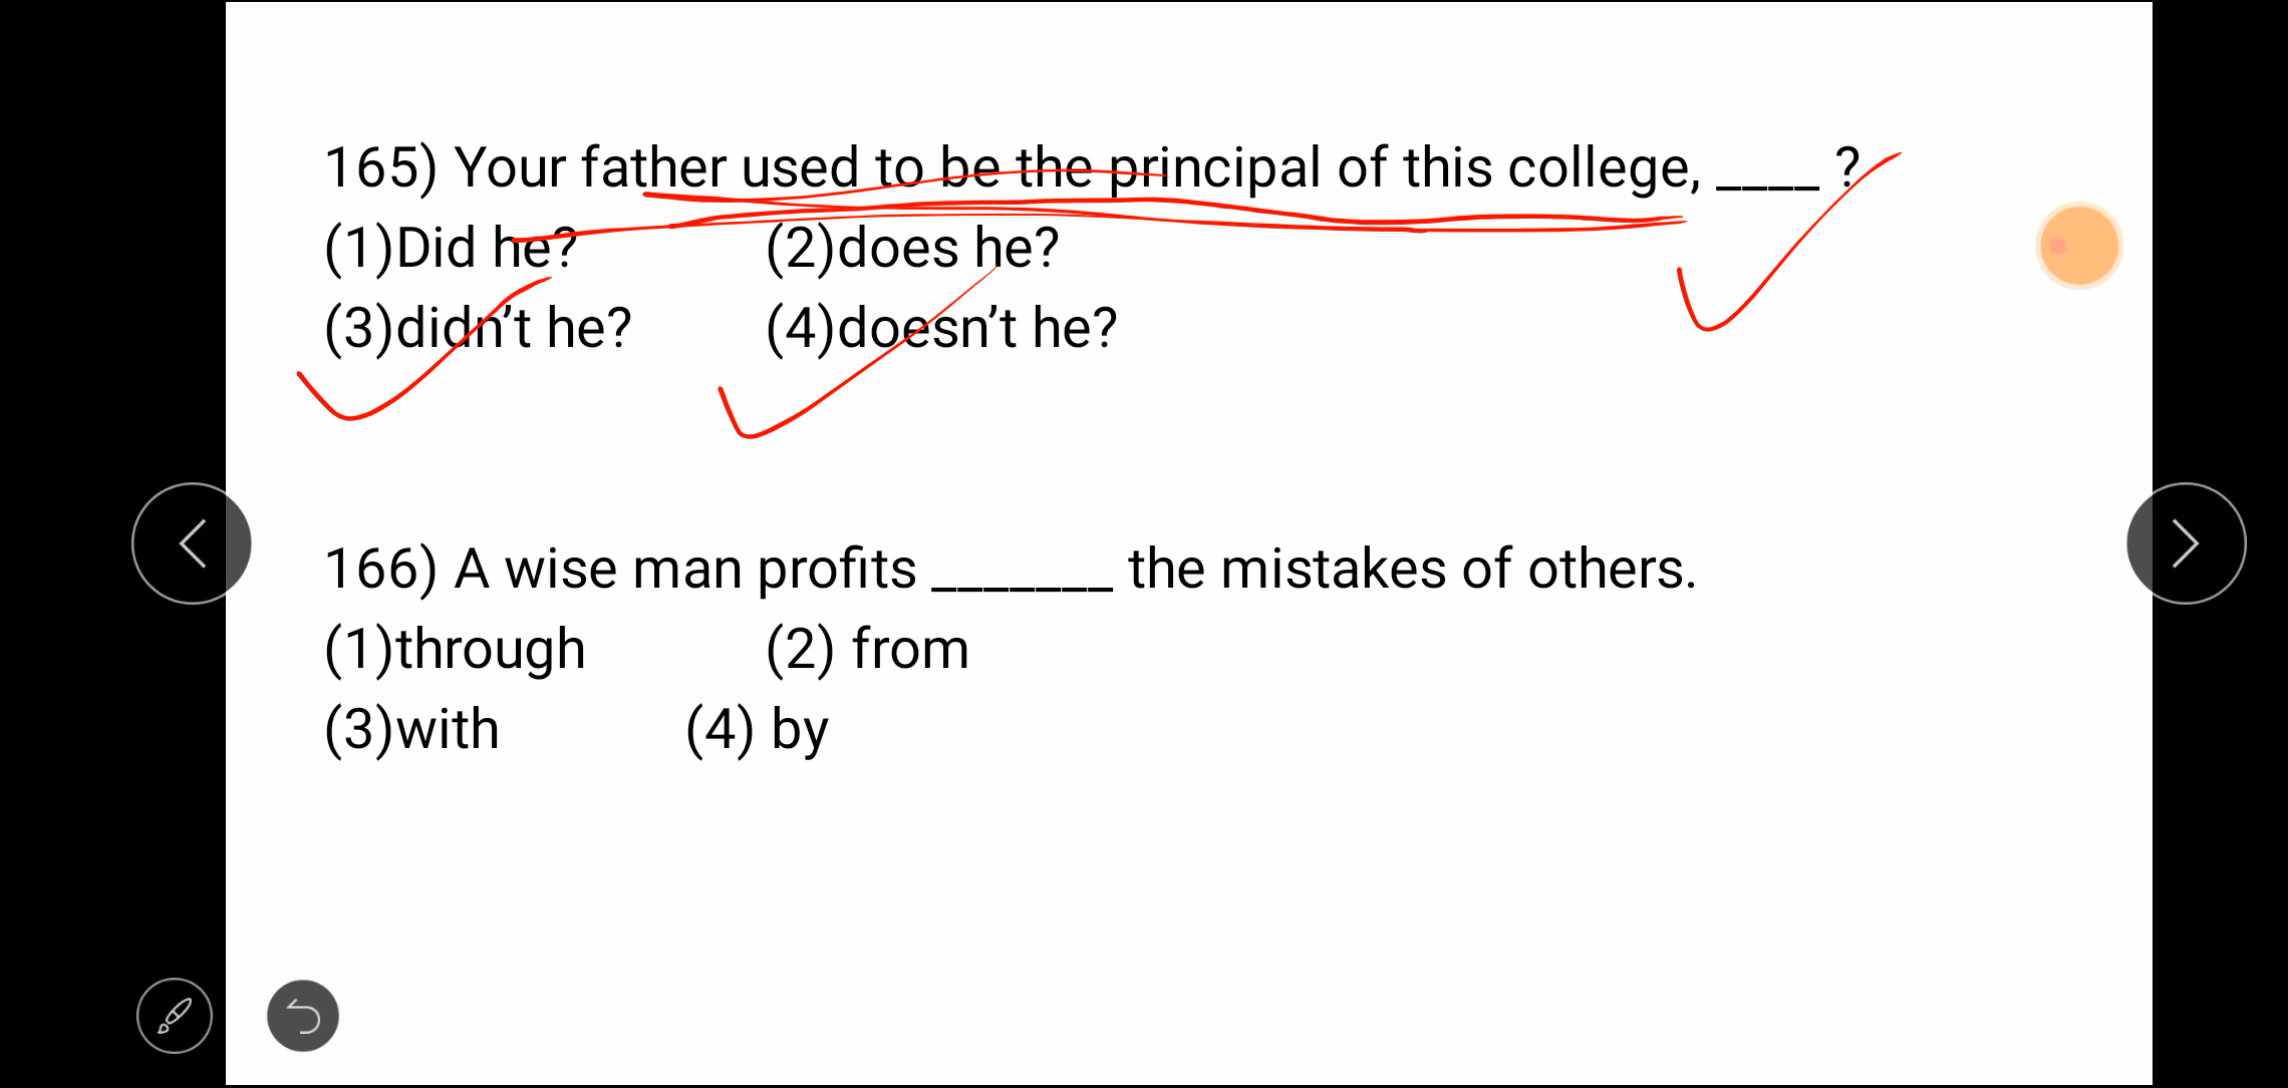 165) Your father used to be the principal of this college, ____ ?
(1)Did he? (2)does he?
(3)didn’t he? (4)doesn’t he?
166) A wise man profits _______ the mistakes of others.
(1)through (2) from
(3)with (4) by